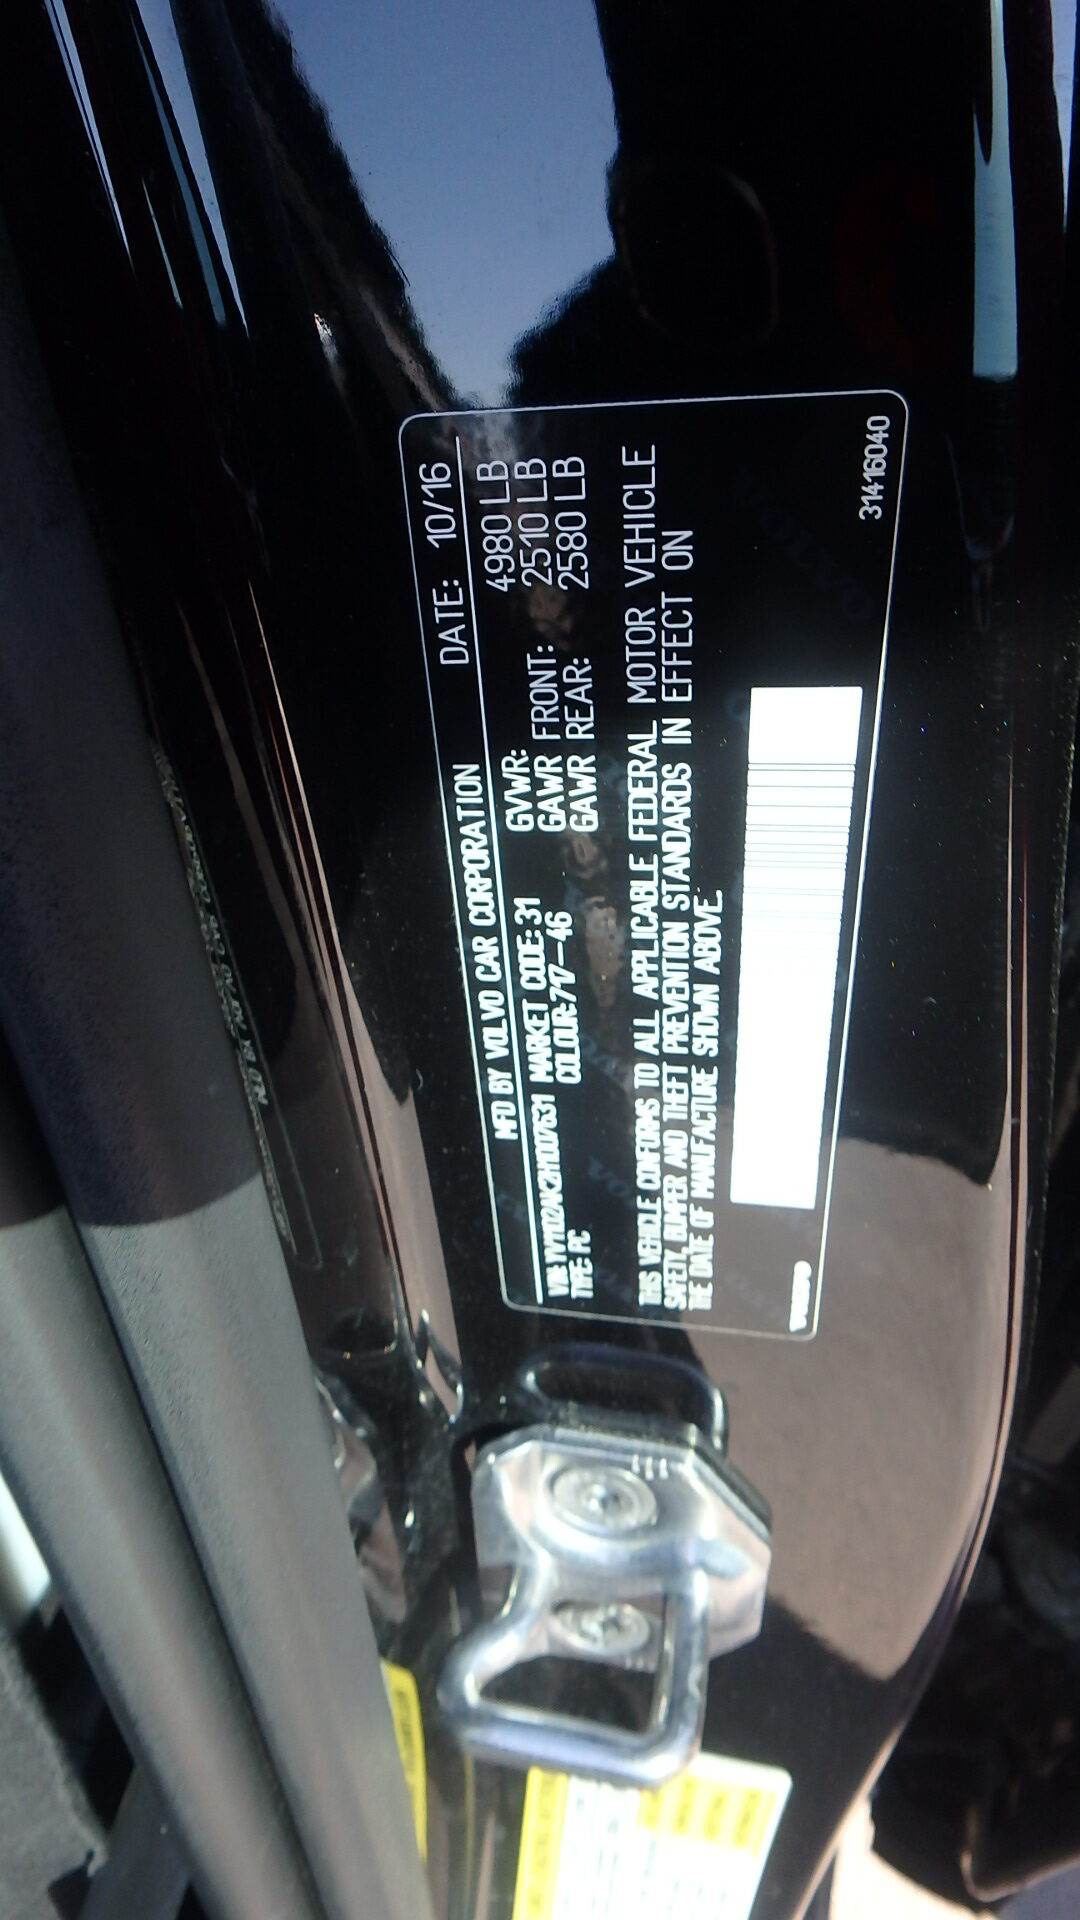 MFD BY VOLVO CAR CORPORATION DATE: 10/16
MARKET CODE: 31 GVWR: 4980 LB
TYPE: PC COLOUR: 717-46 GAWR FRONT: 2510 LB
GAWR REAR: 2580 LB
THIS VEHICLE CONFORMS TO ALL APPLICABLE FEDERAL MOTOR VEHICLE
SAFETY, BUMPER AND THEFT PREVENTION STANDARDS IN EFFECT ON
THE DATE OF MANUFACTURE SHOWN ABOVE.
31416040